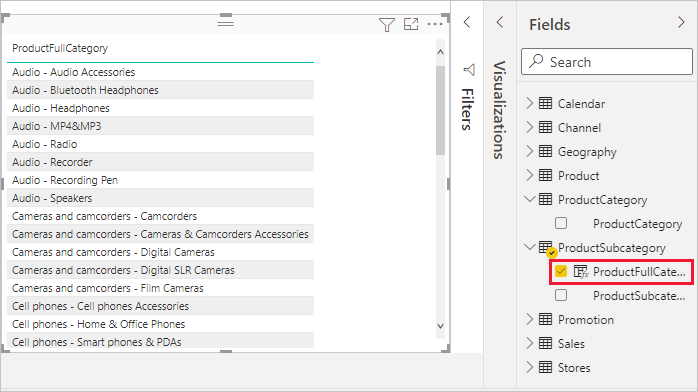 ProductFullCategory
Audio - Audio Accessories
Audio - Bluetooth Headphones
Audio - Headphones
Audio - MP4&MP3
Audio - Radio
Audio - Recorder
Audio - Recording Pen
Audio - Speakers
Cameras and camcorders - Camcorders
Cameras and camcorders - Cameras & Camcorders Accessories
Cameras and camcorders - Digital Cameras
Cameras and camcorders - Digital SLR Cameras
Cameras and camcorders - Film Cameras
Cell phones - Cell phones Accessories
Cell phones - Home & Office Phones
Cell phones - Smart phones & PDAs
Filters
Visualizations
Fields
Search
Calendar
Channel
Geography
Product
ProductCategory
ProductCategory
ProductSubcategory
ProductFullCate...
ProductSubcate...
Promotion
Sales
Stores